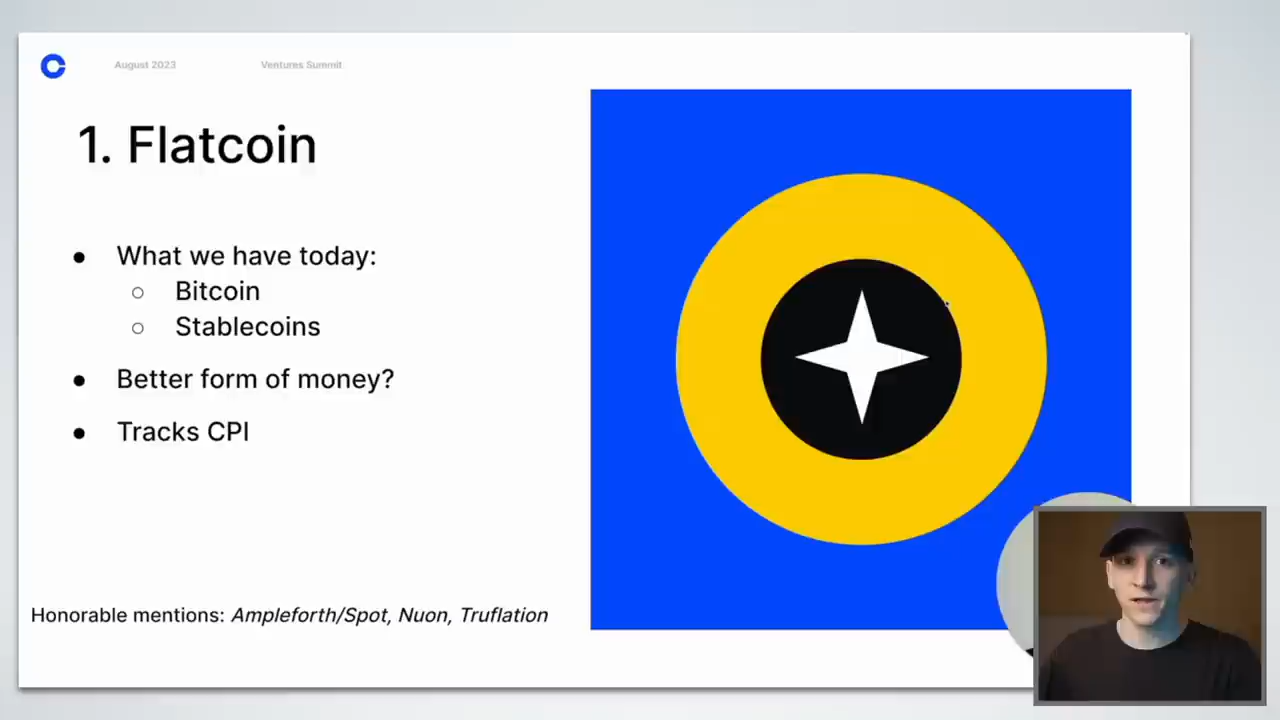 August 2023
Ventures Summit
1. Flatcoin
● What we have today:
○ Bitcoin
○ Stablecoins
● Better form of money?
● Tracks CPI
Honorable mentions: Ampleforth/Spot, Nuon, Truflation